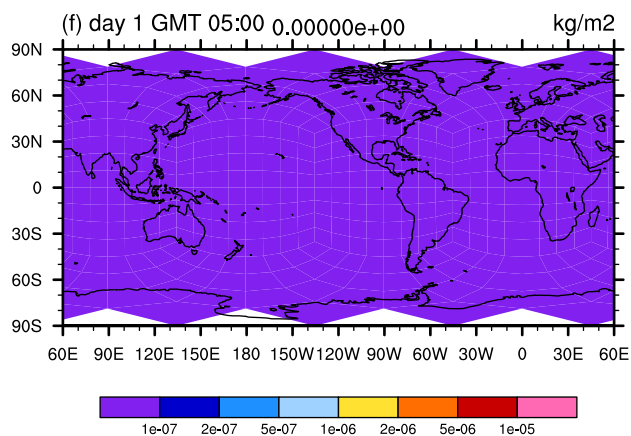 (f) day 1 GMT 05:00 0.00000e+00 kg/m2
90N
60N
30N
0
30S
60S
90S
60E 90E 120E 150E 180 150W 120W 90W 60W 30W 0 30E 60E
1e-07 2e-07 5e-07 1e-06 2e-06 5e-06 1e-05